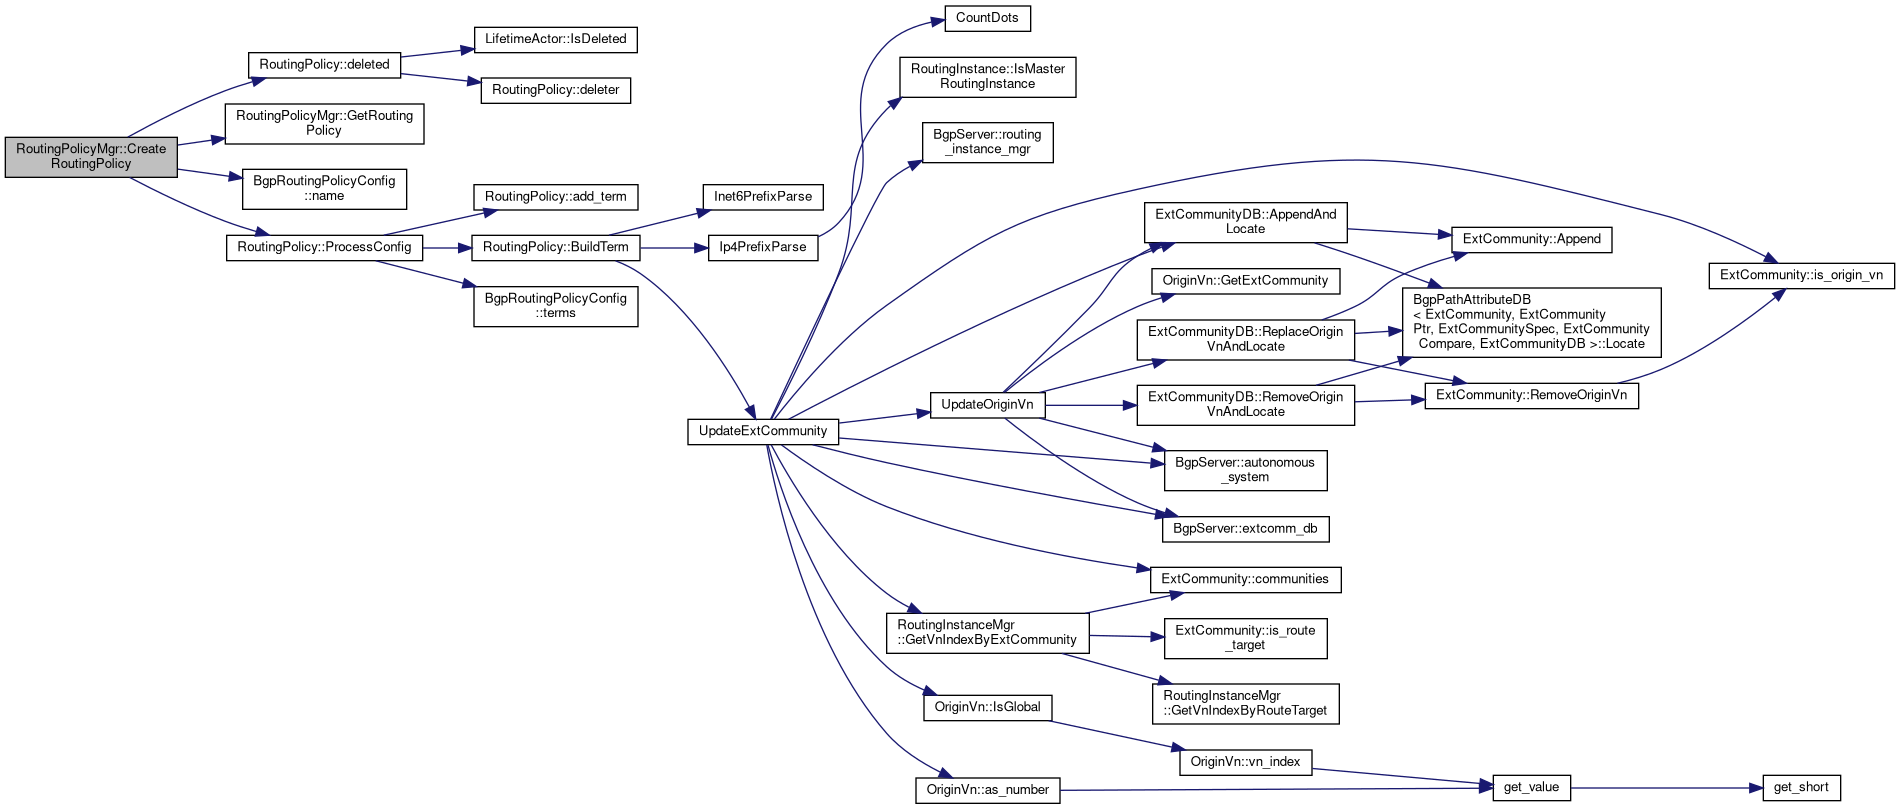 RoutingPolicyMgr::Create
RoutingPolicy
RoutingPolicy::deleted
LifetimeActor::IsDeleted
RoutingPolicy::deleter
RoutingPolicyMgr::GetRouting
Policy
BgpRoutingPolicyConfig
::name
RoutingPolicy::ProcessConfig
RoutingPolicy::add_term
RoutingPolicy::BuildTerm
BgpRoutingPolicyConfig
::terms
Inet6PrefixParse
Ip4PrefixParse
UpdateExtCommunity
CountDots
RoutingInstance::IsMaster
RoutingInstance
BgpServer::routing
_instance_mgr
UpdateOriginVn
ExtCommunityDB::AppendAnd
Locate
OriginVn::GetExtCommunity
ExtCommunityDB::ReplaceOrigin
VnAndLocate
ExtCommunityDB::RemoveOrigin
VnAndLocate
BgpServer::autonomous
_system
BgpServer::extcomm_db
ExtCommunity::communities
RoutingInstanceMgr
::GetVnIndexByExtCommunity
ExtCommunity::is_route
_target
RoutingInstanceMgr
::GetVnIndexByRouteTarget
OriginVn::IsGlobal
OriginVn::vn_index
OriginVn::as_number
ExtCommunity::Append
BgpPathAttributeDB
< ExtCommunity, ExtCommunity
Ptr, ExtCommunitySpec, ExtCommunity
Compare, ExtCommunityDB >::Locate
ExtCommunity::RemoveOriginVn
ExtCommunity::is_origin_vn
get_value
get_short